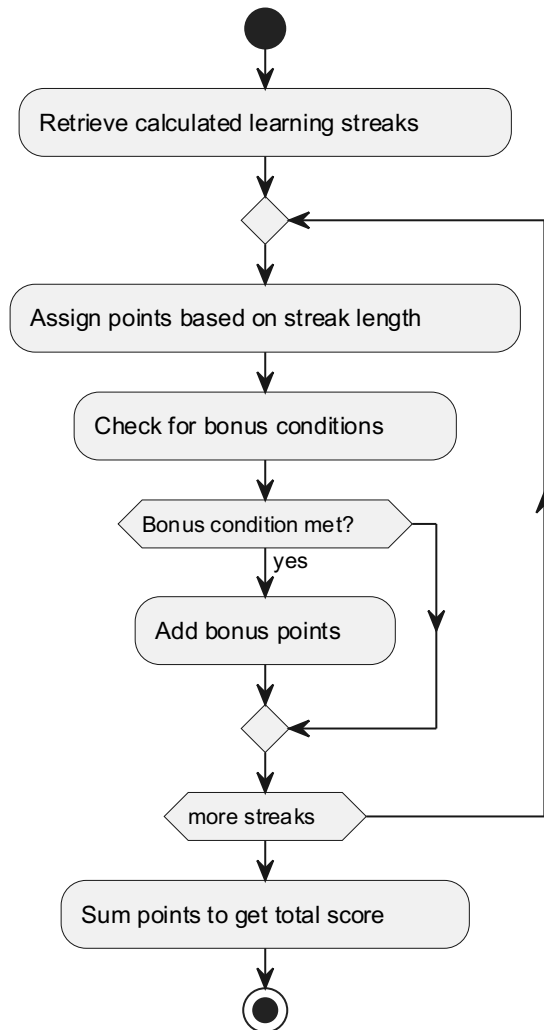 Retrieve calculated learning streaks
Assign points based on streak length
Check for bonus conditions
Bonus condition met?
yes
Add bonus points
more streaks
Sum points to get total score